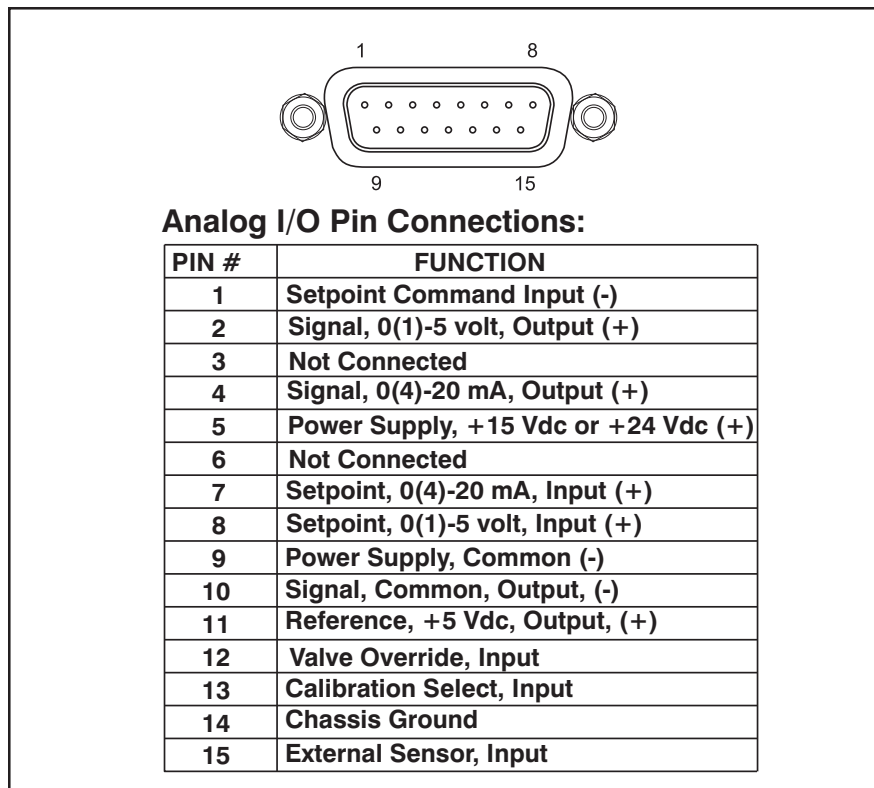 1 8
9 15
Analog I/O Pin Connections:
PIN # FUNCTION
1 Setpoint Command Input (-)
2 Signal, 0(1)-5 volt, Output (+)
3 Not Connected
4 Signal, 0(4)-20 mA, Output (+)
5 Power Supply, +15 Vdc or +24 Vdc (+)
6 Not Connected
7 Setpoint, 0(4)-20 mA, Input (+)
8 Setpoint, 0(1)-5 volt, Input (+)
9 Power Supply, Common (-)
10 Signal, Common, Output, (-)
11 Reference, +5 Vdc, Output, (+)
12 Valve Override, Input
13 Calibration Select, Input
14 Chassis Ground
15 External Sensor, Input